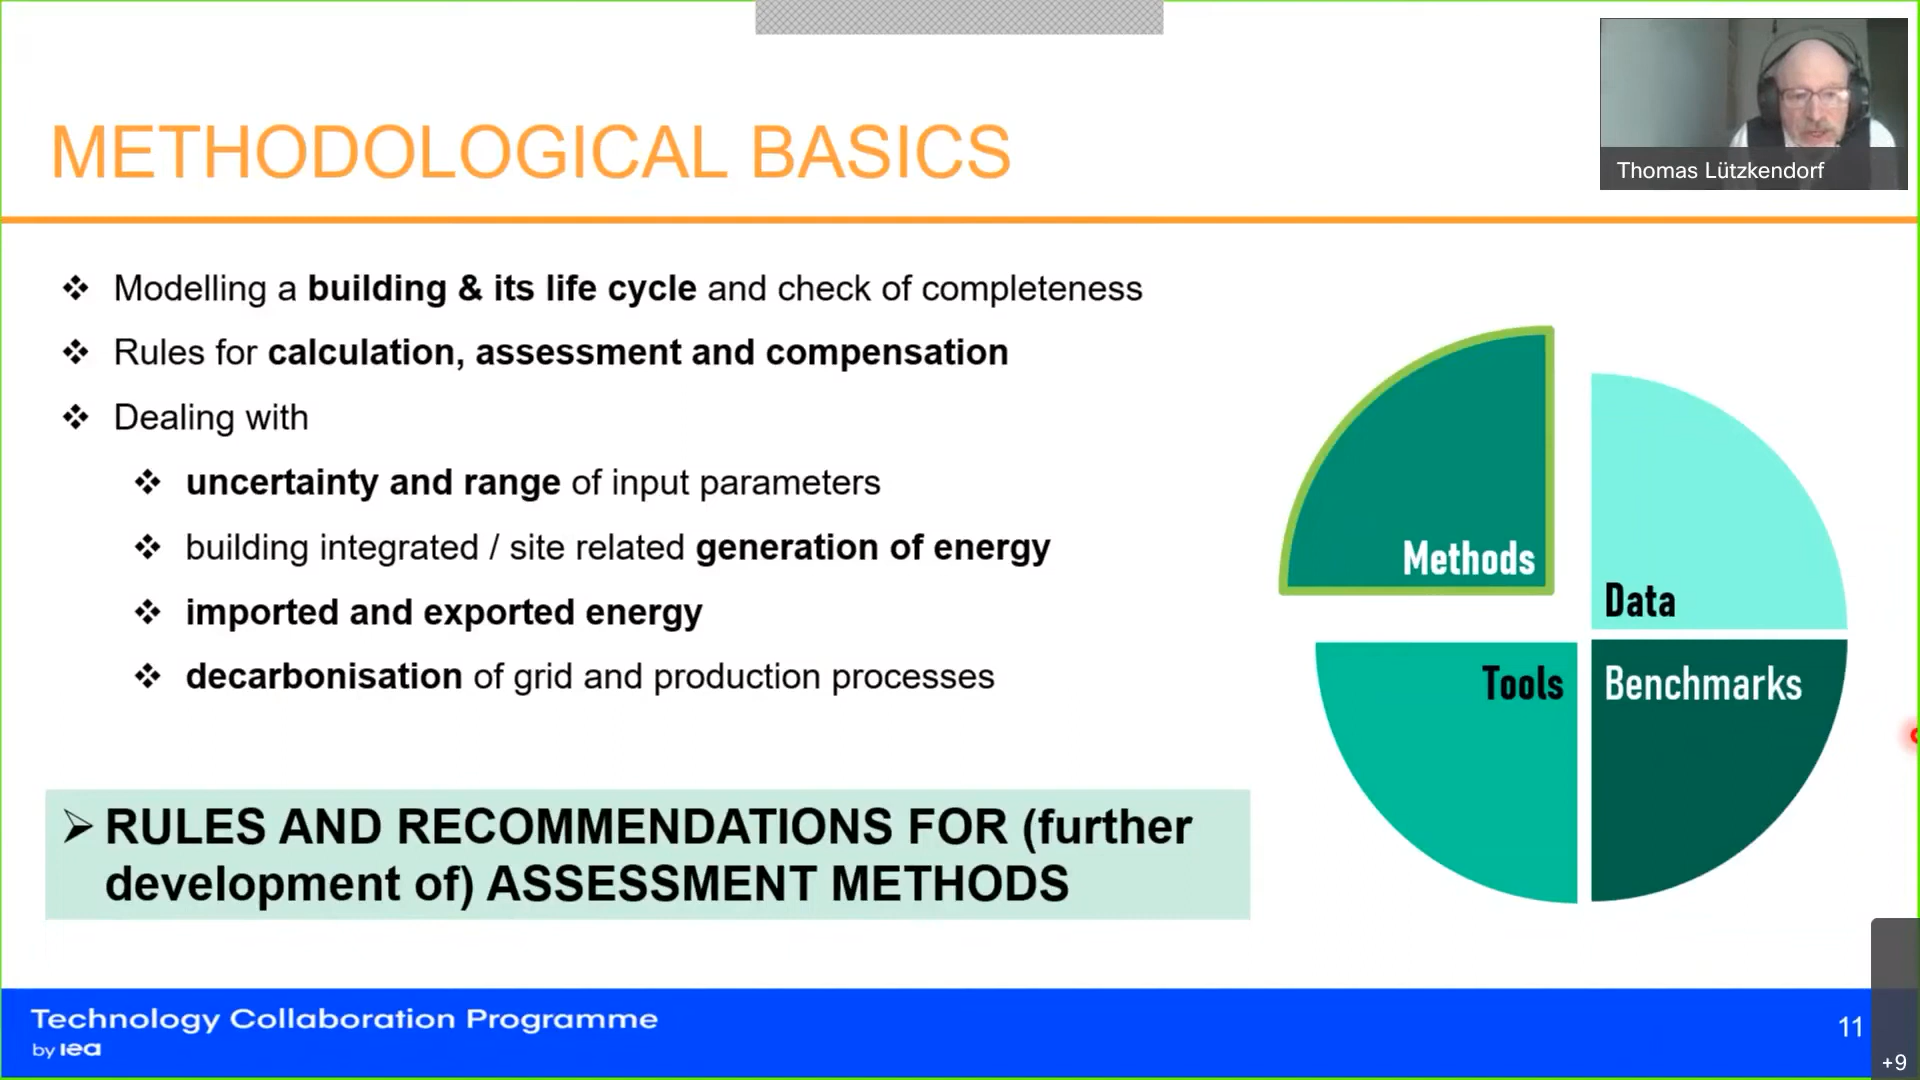 Thomas Lützkendorf
METHODOLOGICAL BASICS
❖ Modelling a building & its life cycle and check of completeness
❖ Rules for calculation, assessment and compensation
❖ Dealing with
❖ uncertainty and range of input parameters
❖ building integrated / site related generation of energy
❖ imported and exported energy
❖ decarbonisation of grid and production processes
Methods
Data
Tools
Benchmarks
➢ RULES AND RECOMMENDATIONS FOR (further
development of) ASSESSMENT METHODS
Technology Collaboration Programme
by iea
11
+9